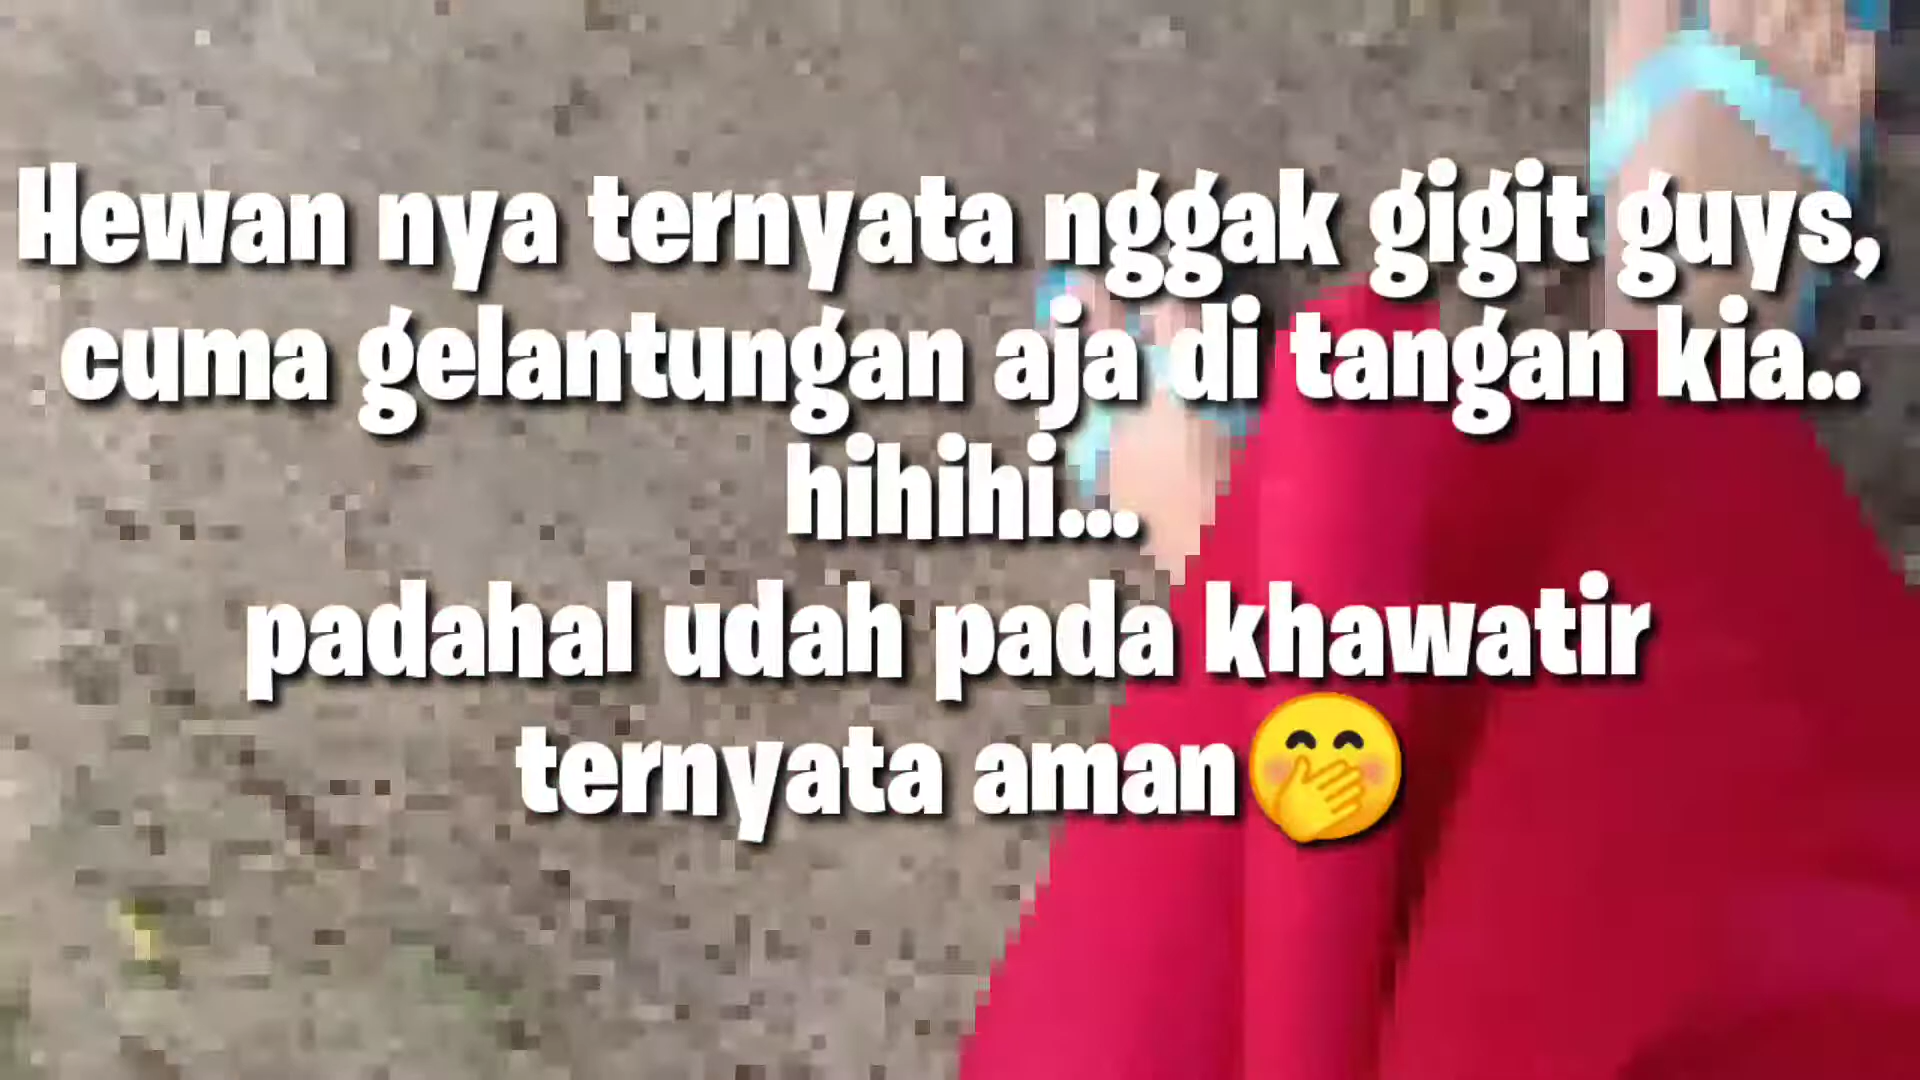 Hewan nya ternyata nggak gigit guys,
cuma gelantungan aja di tangan kia..
hihihi...
padahal udah pada khawatir
ternyata aman🤭